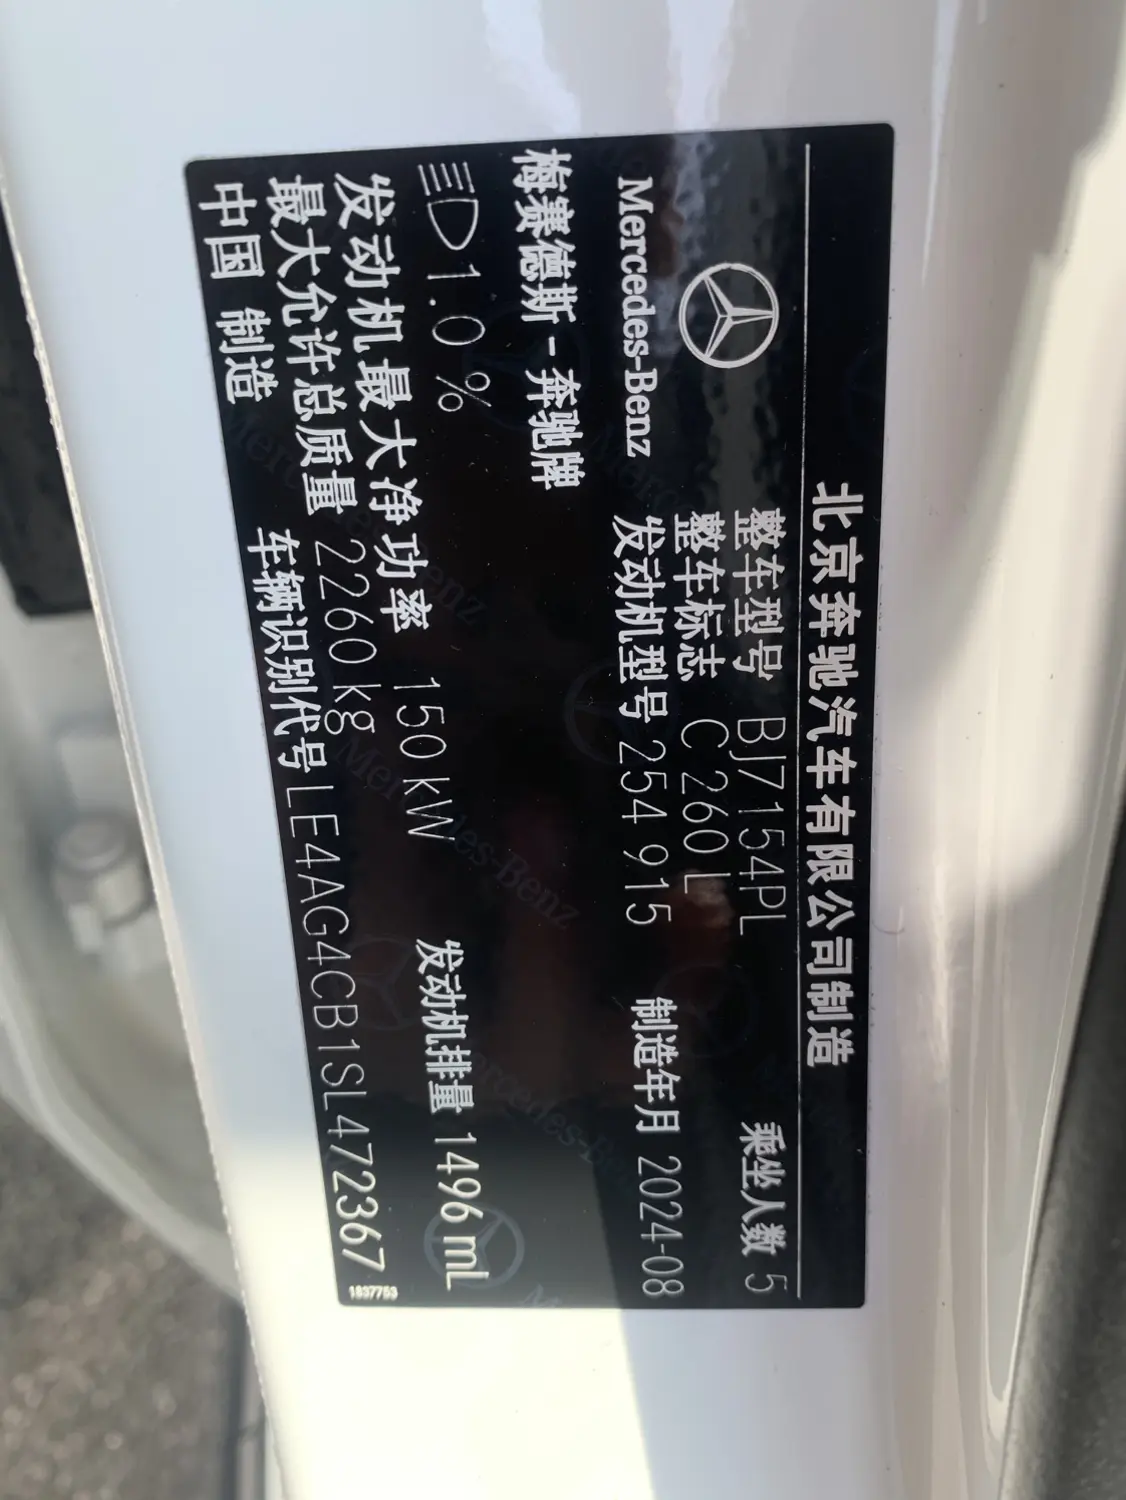 北京奔驰汽车有限公司制造
Mercedes-Benz
整车型号 BJ7154PL 乘坐人数 5
整车标志 C 260 L
发动机型号 254 915 制造年月 2024-08
梅赛德斯-奔驰牌
1.0 %
发动机最大净功率 150 kW 发动机排量 1496 mL
最大允许总质量 2260 kg
中国 制造 车辆识别代号 LE4AG4CB1SL472367
1837753